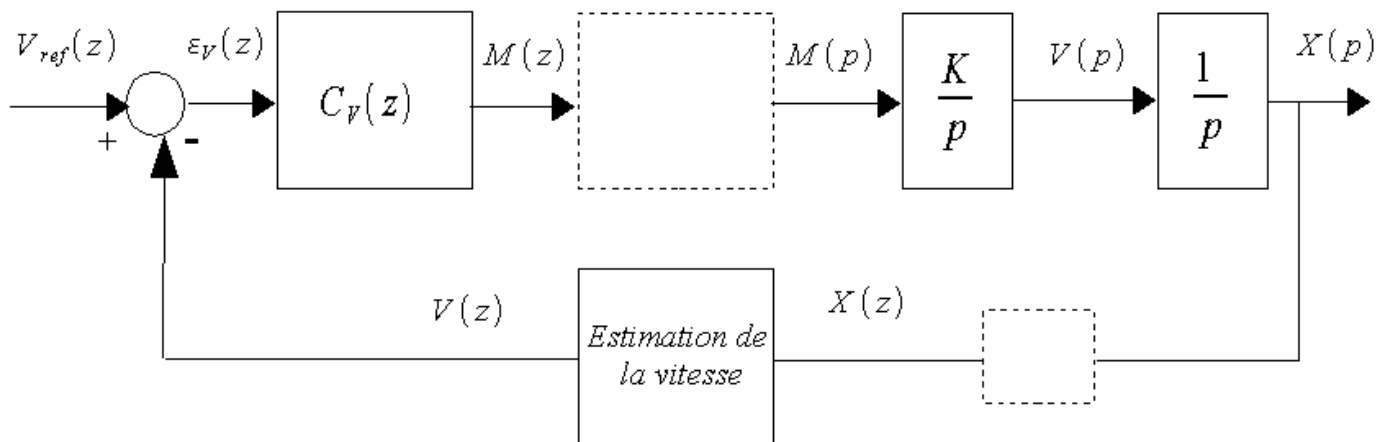 V_ref(z)
ε_V(z)
C_V(z)
M(z)
M(p)
K
p
V(p)
1
p
X(p)
+
-
V(z)
Estimation de
la vitesse
X(z)